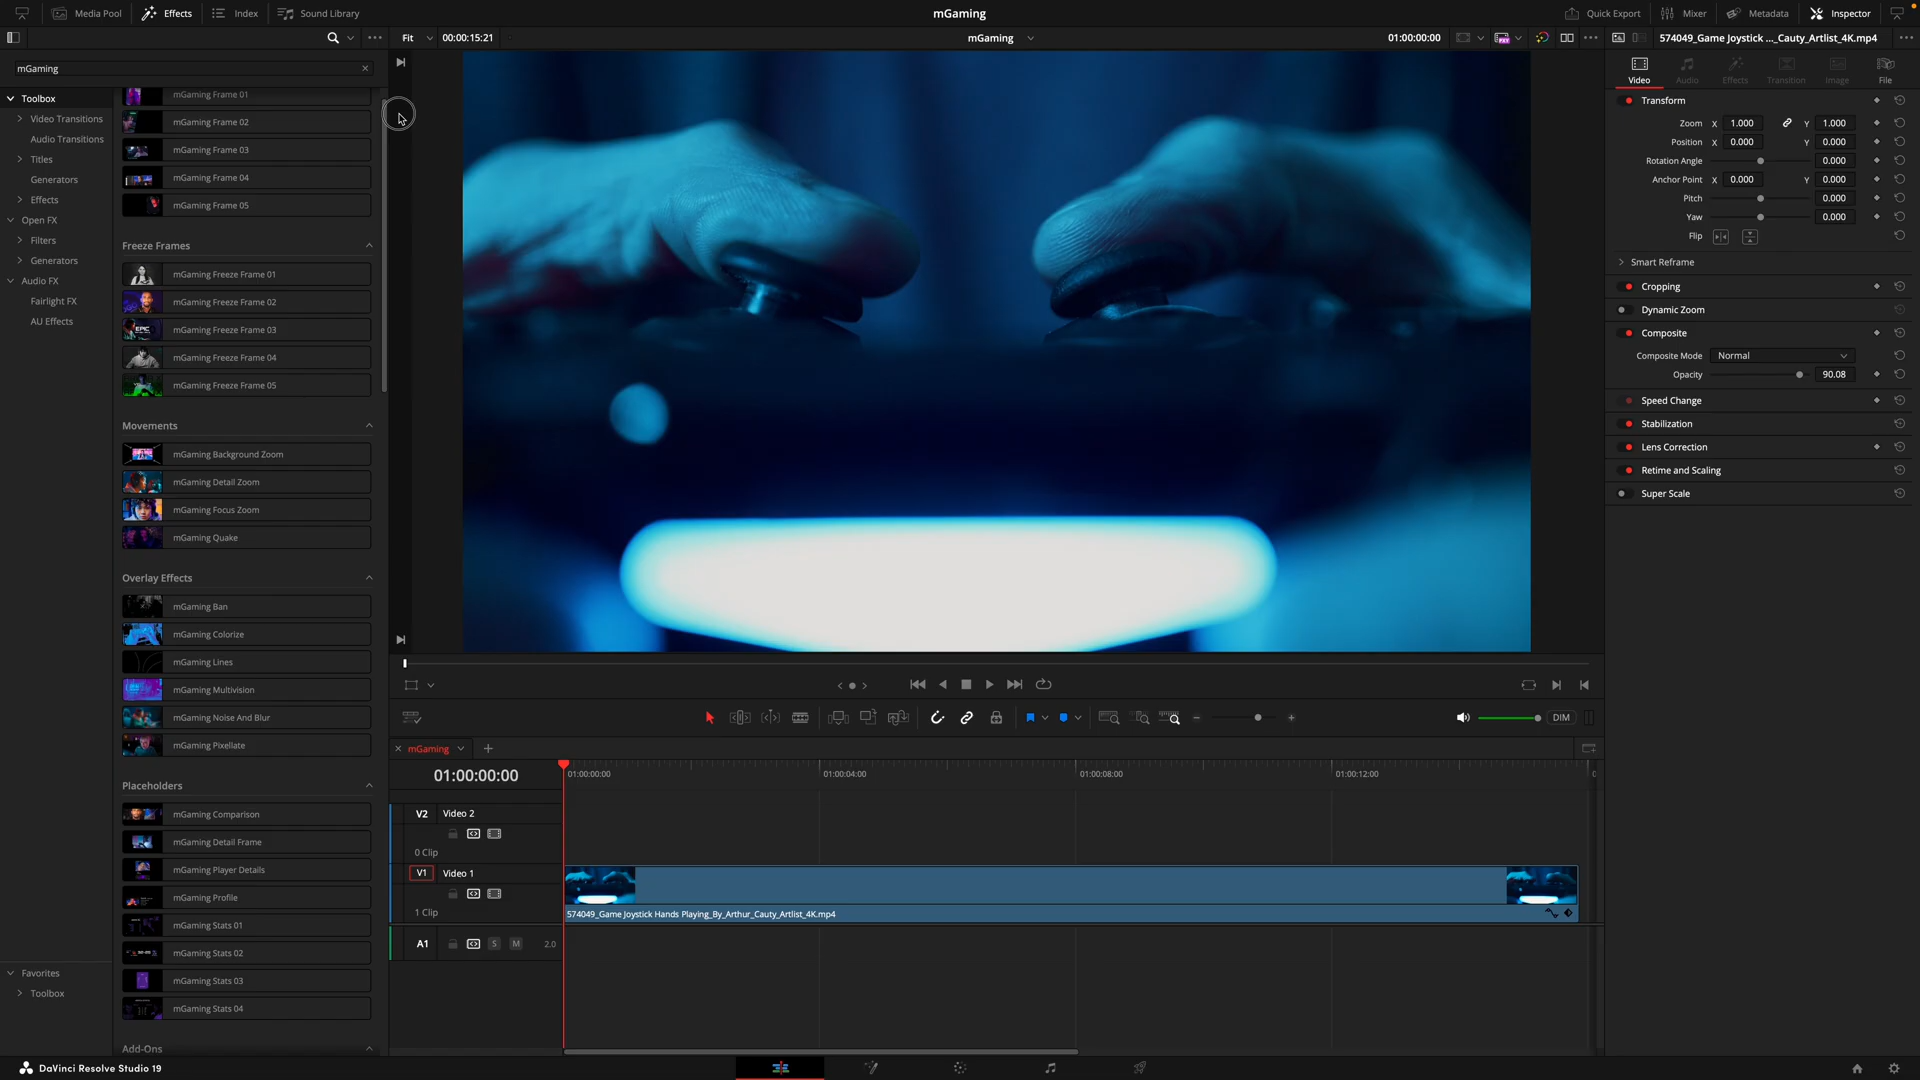 Media Pool
Effects
Index
Sound Library
mGaming
Quick Export
Mixer
Metadata
Inspector
Fit
00:00:15:21
mGaming
01:00:00:00
574049_Game Joystick ..._Cauty_Artlist_4K.mp4
mGaming
Toolbox
Video Transitions
Audio Transitions
Titles
Generators
Effects
Open FX
Filters
Generators
Audio FX
Fairlight FX
AU Effects
Favorites
Toolbox
mGaming Frame 01
mGaming Frame 02
mGaming Frame 03
mGaming Frame 04
mGaming Frame 05
Freeze Frames
mGaming Freeze Frame 01
mGaming Freeze Frame 02
mGaming Freeze Frame 03
mGaming Freeze Frame 04
mGaming Freeze Frame 05
Movements
mGaming Background Zoom
mGaming Detail Zoom
mGaming Focus Zoom
mGaming Quake
Overlay Effects
mGaming Ban
mGaming Colorize
mGaming Lines
mGaming Multivision
mGaming Noise And Blur
mGaming Pixellate
Placeholders
mGaming Comparison
mGaming Detail Frame
mGaming Player Details
mGaming Profile
mGaming Stats 01
mGaming Stats 02
mGaming Stats 03
mGaming Stats 04
Add-Ons
Video
Audio
Effects
Transition
Image
File
Transform
Zoom X 1.000 Y 1.000
Position X 0.000 Y 0.000
Rotation Angle 0.000
Anchor Point X 0.000 Y 0.000
Pitch 0.000
Yaw 0.000
Flip
Smart Reframe
Cropping
Dynamic Zoom
Composite
Composite Mode Normal
Opacity 90.08
Speed Change
Stabilization
Lens Correction
Retime and Scaling
Super Scale
DIM
mGaming
01:00:00:00
01:00:00:00
01:00:04:00
01:00:08:00
01:00:12:00
V2 Video 2
0 Clip
V1 Video 1
1 Clip
574049_Game Joystick Hands Playing_By_Arthur_Cauty_Artlist_4K.mp4
A1 S M 2.0
DaVinci Resolve Studio 19